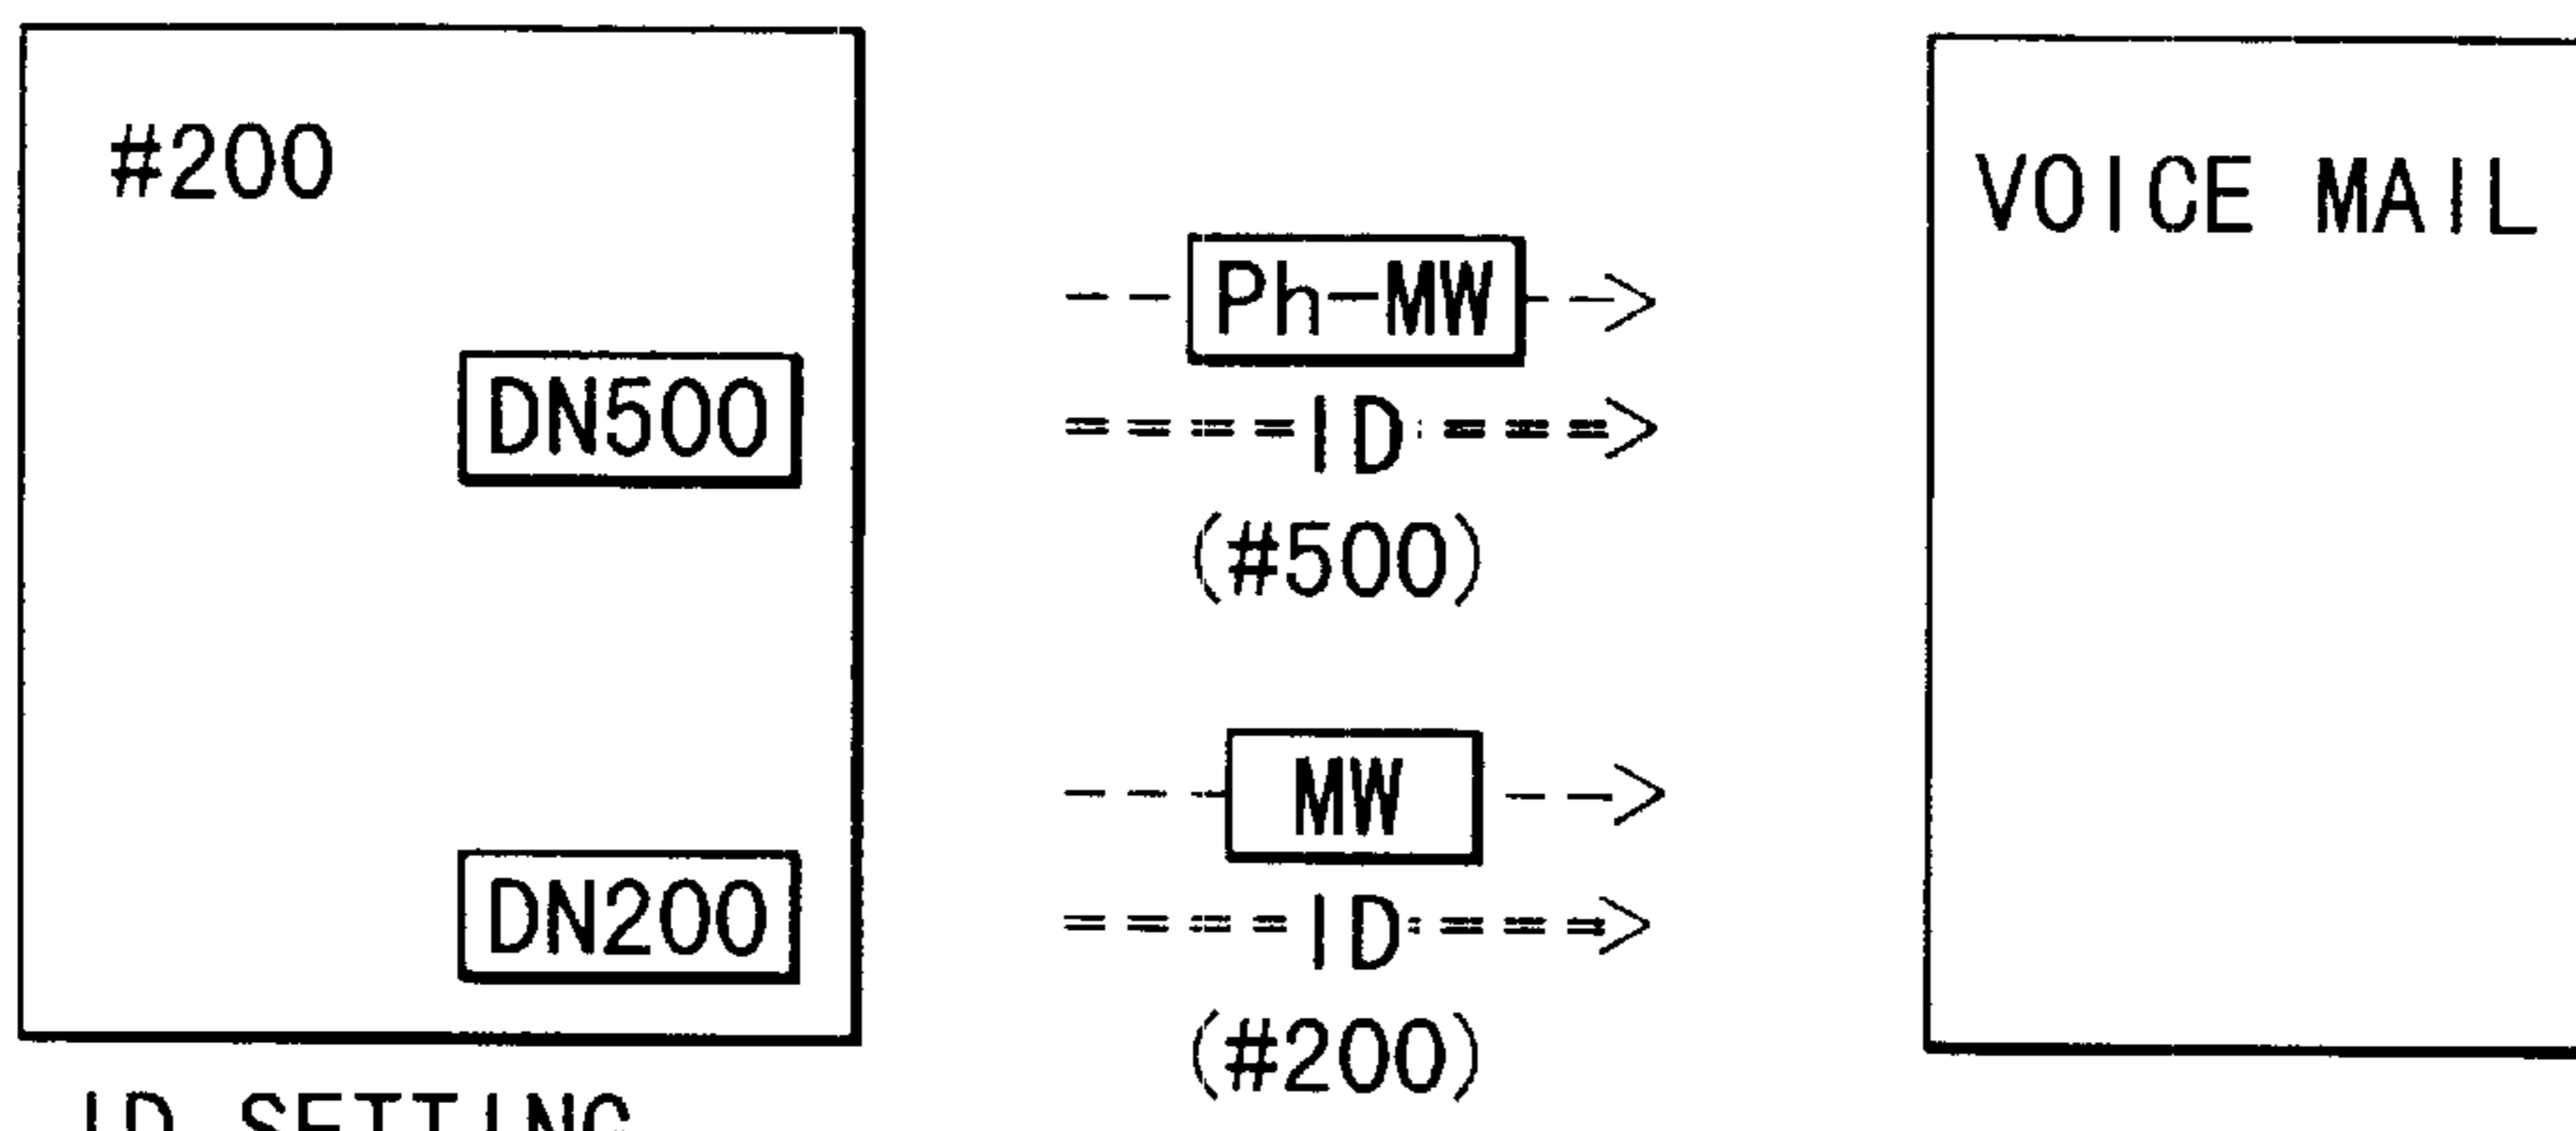 #200
VOICE MAIL
Ph-MW
DN500
ID
(#500)
MW
DN200
ID
(#200)
ID SETTING